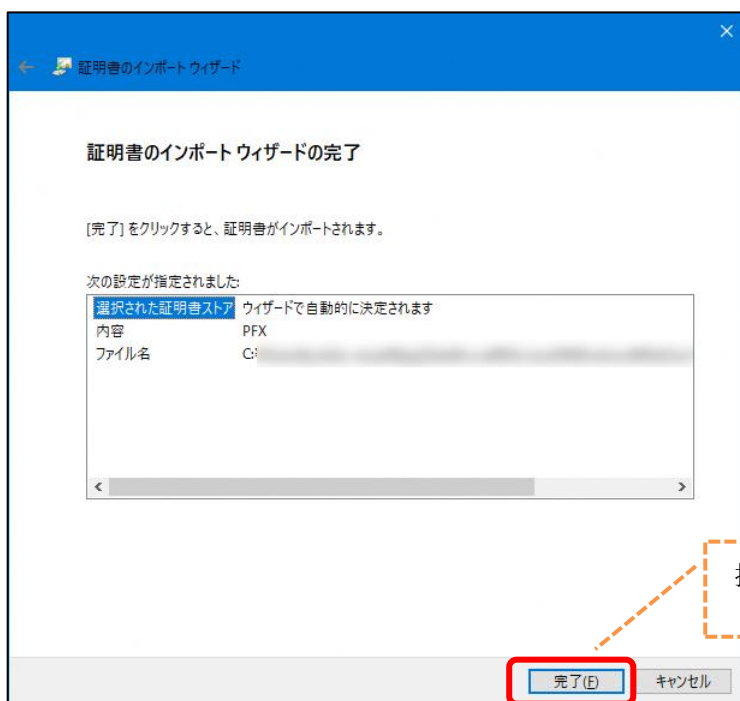 証明書のインポート ウィザード
証明書のインポート ウィザードの完了
[完了] をクリックすると、証明書がインポートされます。
次の設定が指定されました:
選択された証明書ストア ウィザードで自動的に決定されます
内容 PFX
ファイル名 C:\
完了(F) キャンセル